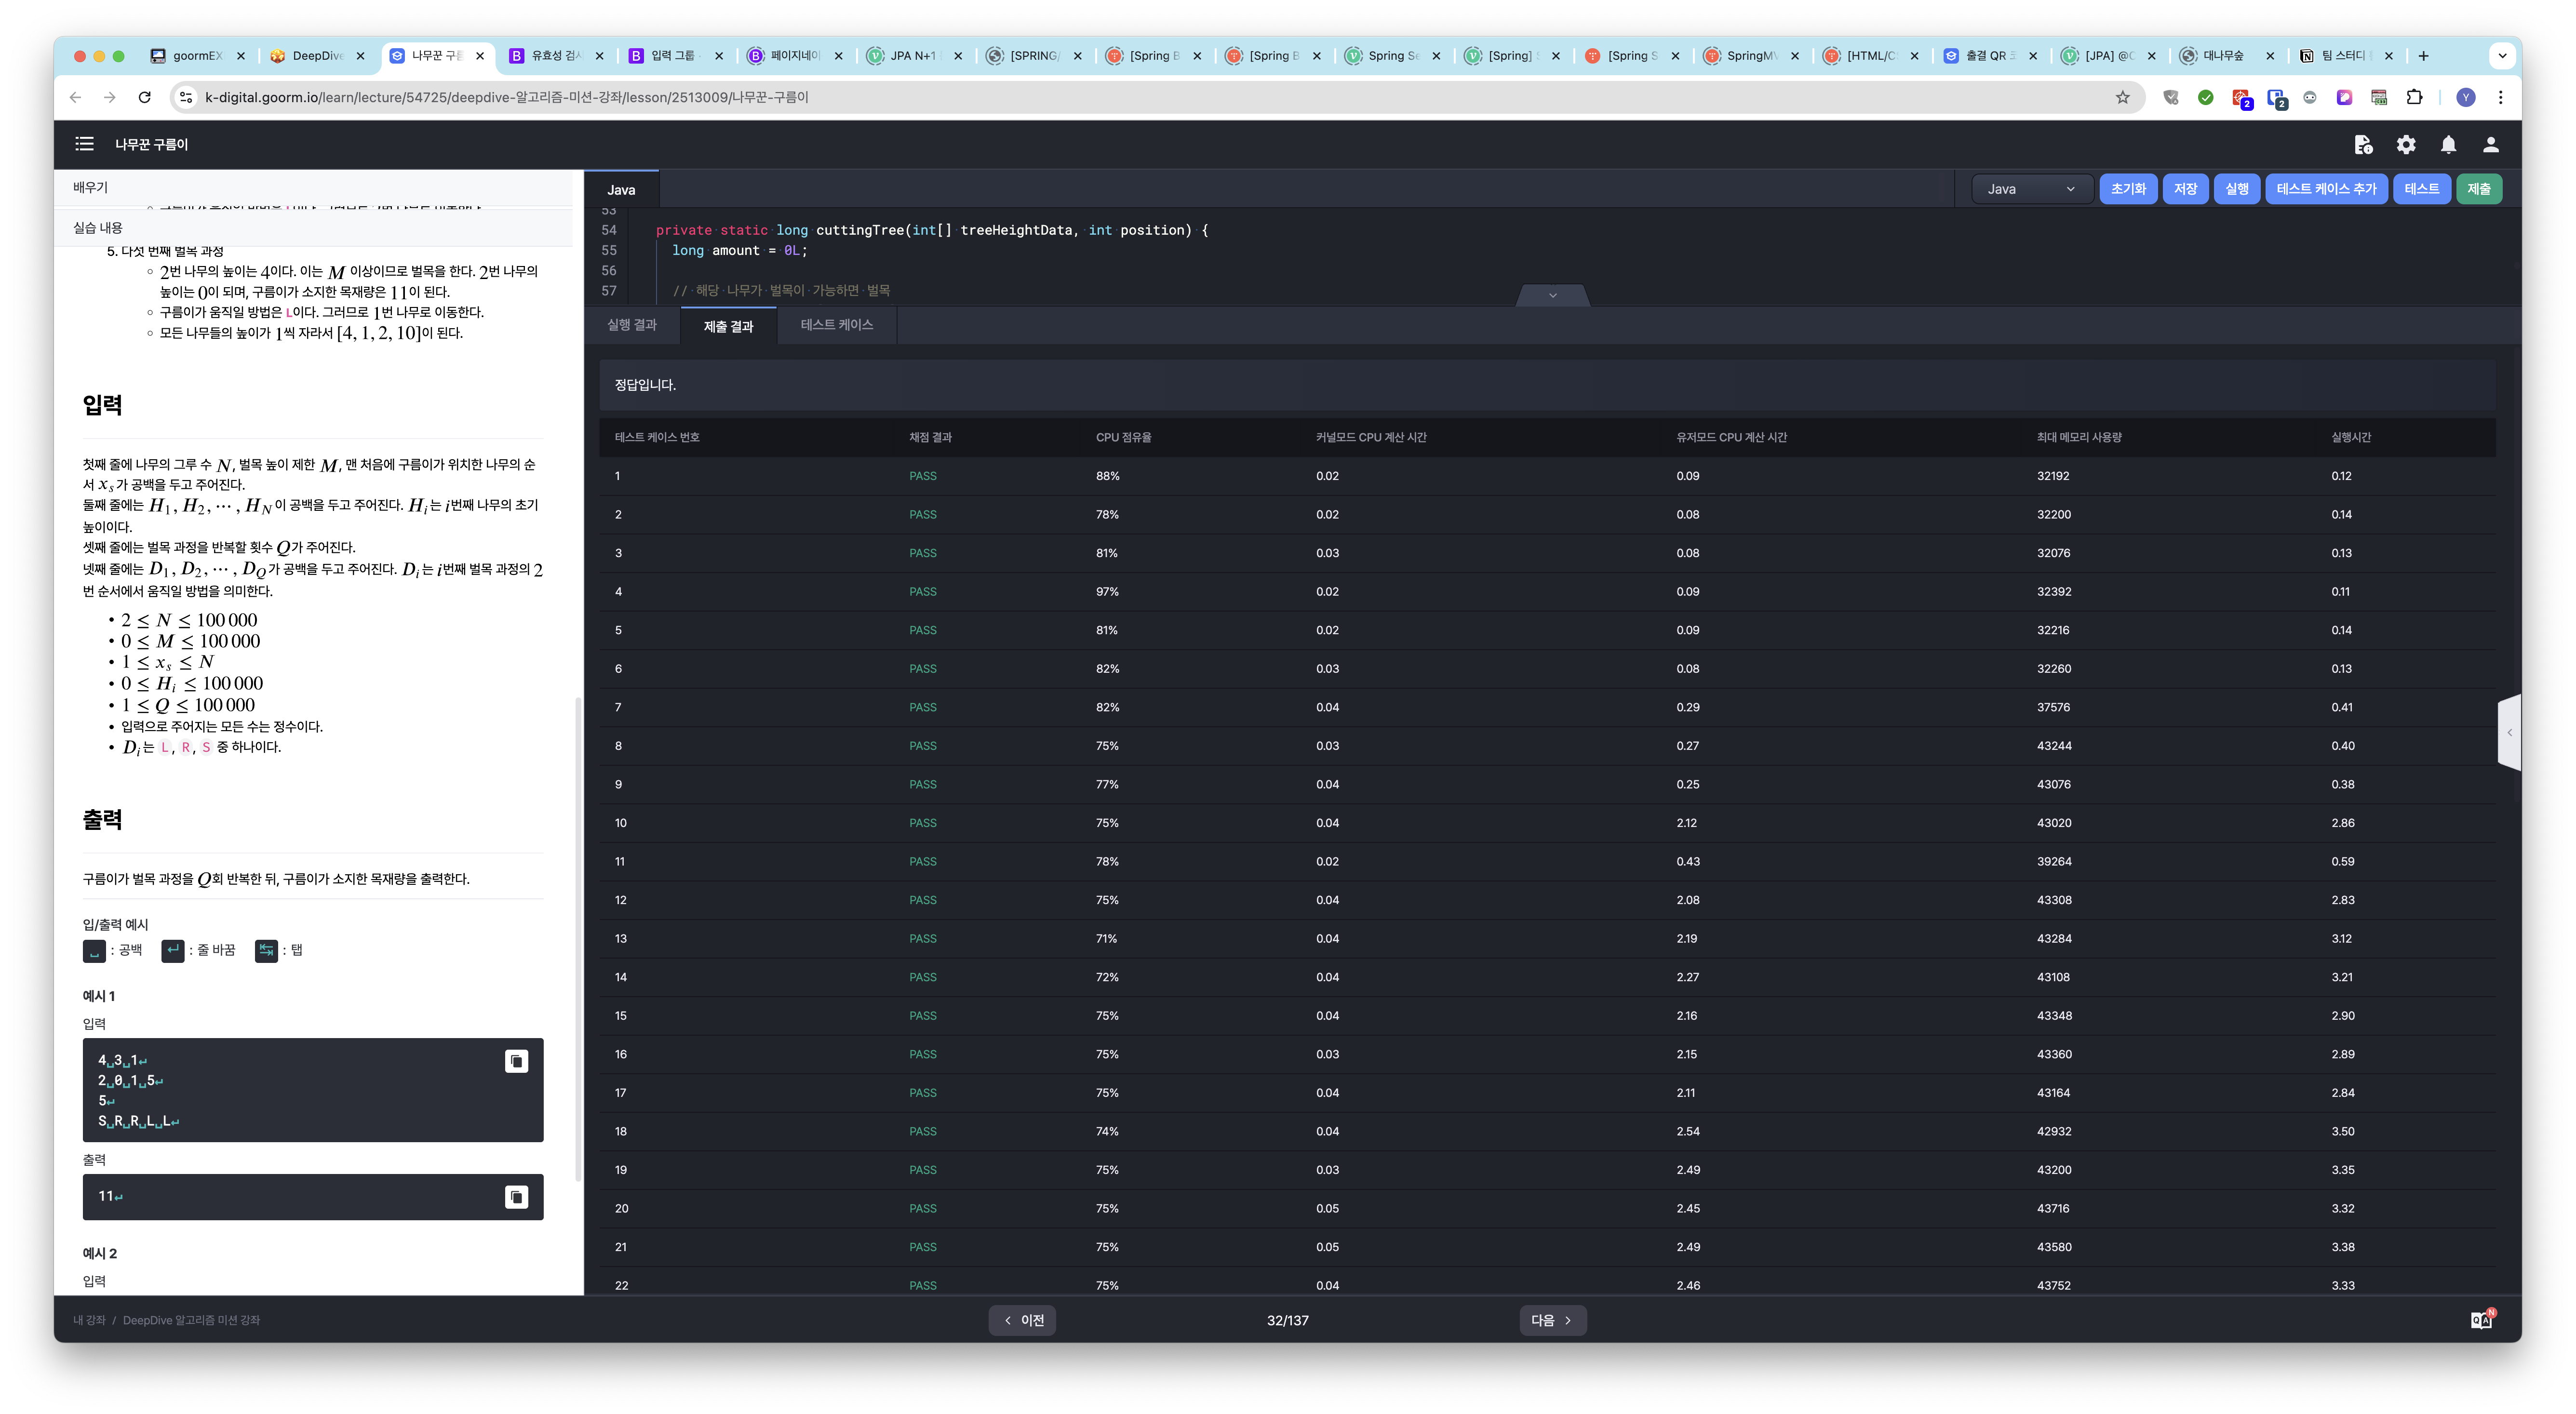 goormEX
DeepDive
나무꾼 구름
유효성 검사
입력 그룹
페이지네이
JPA N+1
[SPRING/
[Spring B
[Spring B
Spring Se
[Spring]
[Spring S
SpringMV
[HTML/C
출결 QR 코
[JPA] @C
대나무숲
팀 스터디
k-digital.goorm.io/learn/lecture/54725/deepdive-알고리즘-미션-강좌/lesson/2513009/나무꾼-구름이
2
2
Y
나무꾼 구름이
배우기
실습 내용
5. 다섯 번째 벌목 과정
2번 나무의 높이는 4이다. 이는 M 이상이므로 벌목을 한다. 2번 나무의
높이는 0이 되며, 구름이가 소지한 목재량은 11이 된다.
구름이가 움직일 방법은 L이다. 그러므로 1번 나무로 이동한다.
모든 나무들의 높이가 1씩 자라서 [4, 1, 2, 10]이 된다.
입력
첫째 줄에 나무의 그루 수 N, 벌목 높이 제한 M, 맨 처음에 구름이가 위치한 나무의 순
서 xs가 공백을 두고 주어진다.
둘째 줄에는 H1, H2, ⋯, HN이 공백을 두고 주어진다. Hi는 i번째 나무의 초기
높이이다.
셋째 줄에는 벌목 과정을 반복할 횟수 Q가 주어진다.
넷째 줄에는 D1, D2, ⋯, DQ가 공백을 두고 주어진다. Di는 i번째 벌목 과정의 2
번 순서에서 움직일 방법을 의미한다.
• 2 ≤ N ≤ 100 000
• 0 ≤ M ≤ 100 000
• 1 ≤ xs ≤ N
• 0 ≤ Hi ≤ 100 000
• 1 ≤ Q ≤ 100 000
• 입력으로 주어지는 모든 수는 정수이다.
• Di는 L, R, S 중 하나이다.
출력
구름이가 벌목 과정을 Q회 반복한 뒤, 구름이가 소지한 목재량을 출력한다.
입/출력 예시
␣ : 공백 ↵ : 줄 바꿈 ↹ : 탭
예시 1
입력
4␣3␣1↵
2␣0␣1␣5↵
5↵
S␣R␣R␣L␣L↵
출력
11↵
예시 2
입력
Java
Java
초기화
저장
실행
테스트 케이스 추가
테스트
제출
53
54 private static long cuttingTree(int[] treeHeightData, int position) {
55 long amount = 0L;
56
57 // 해당 나무가 벌목이 가능하면 벌목
실행 결과 제출 결과 테스트 케이스
정답입니다.
테스트 케이스 번호 채점 결과 CPU 점유율 커널모드 CPU 계산 시간 유저모드 CPU 계산 시간 최대 메모리 사용량 실행시간
1 PASS 88% 0.02 0.09 32192 0.12
2 PASS 78% 0.02 0.08 32200 0.14
3 PASS 81% 0.03 0.08 32076 0.13
4 PASS 97% 0.02 0.09 32392 0.11
5 PASS 81% 0.02 0.09 32216 0.14
6 PASS 82% 0.03 0.08 32260 0.13
7 PASS 82% 0.04 0.29 37576 0.41
8 PASS 75% 0.03 0.27 43244 0.40
9 PASS 77% 0.04 0.25 43076 0.38
10 PASS 75% 0.04 2.12 43020 2.86
11 PASS 78% 0.02 0.43 39264 0.59
12 PASS 75% 0.04 2.08 43308 2.83
13 PASS 71% 0.04 2.19 43284 3.12
14 PASS 72% 0.04 2.27 43108 3.21
15 PASS 75% 0.04 2.16 43348 2.90
16 PASS 75% 0.03 2.15 43360 2.89
17 PASS 75% 0.04 2.11 43164 2.84
18 PASS 74% 0.04 2.54 42932 3.50
19 PASS 75% 0.03 2.49 43200 3.35
20 PASS 75% 0.05 2.45 43716 3.32
21 PASS 75% 0.05 2.49 43580 3.38
22 PASS 75% 0.04 2.46 43752 3.33
내 강좌 / DeepDive 알고리즘 미션 강좌
이전
32/137
다음
QA
N